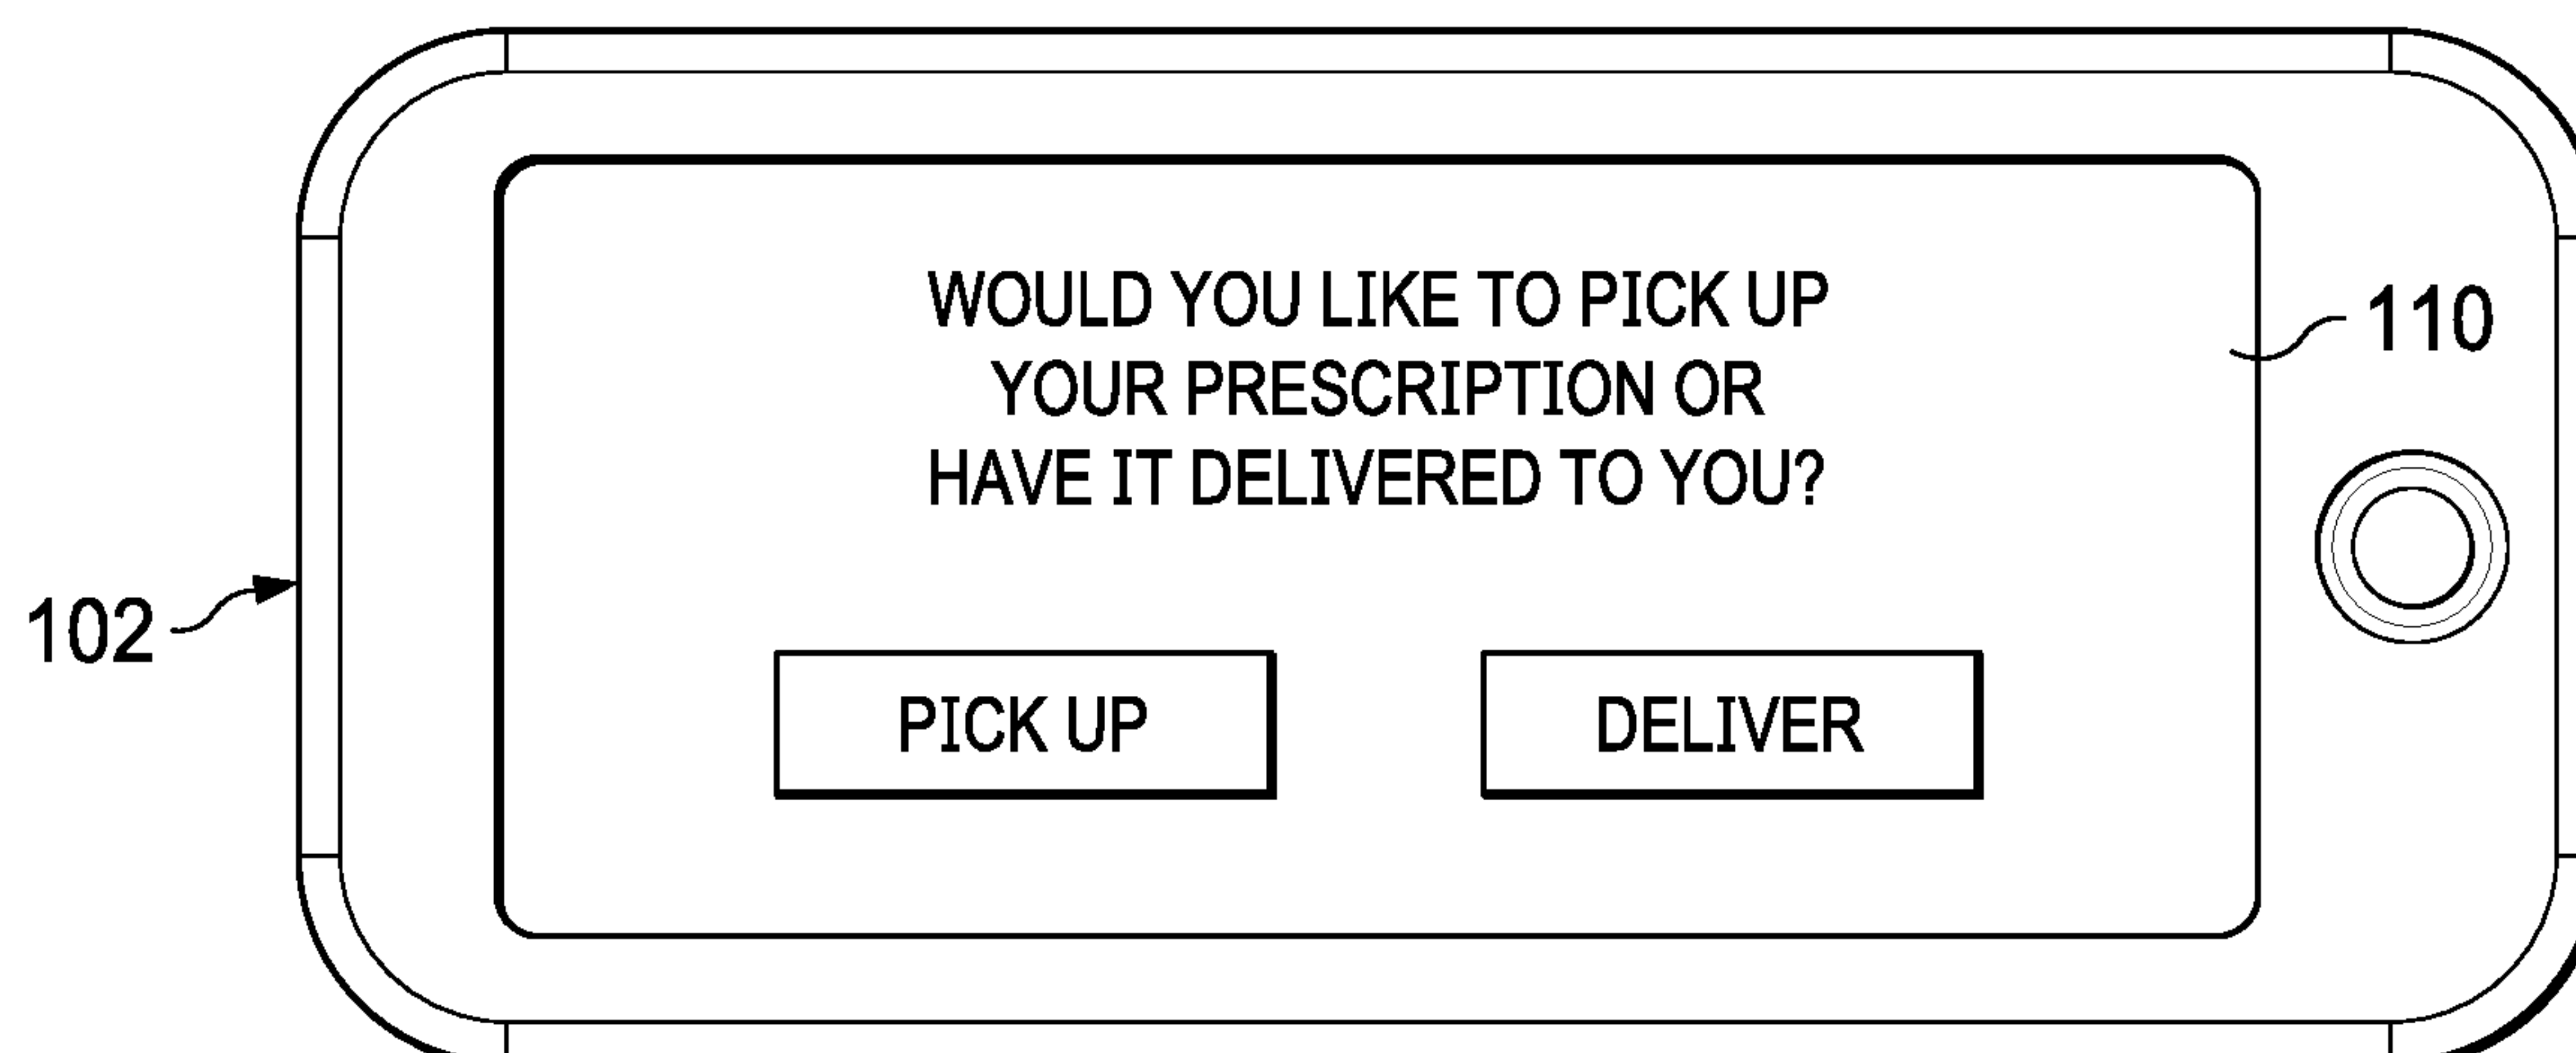 WOULD YOU LIKE TO PICK UP
YOUR PRESCRIPTION OR
HAVE IT DELIVERED TO YOU?
110
102
PICK UP
DELIVER